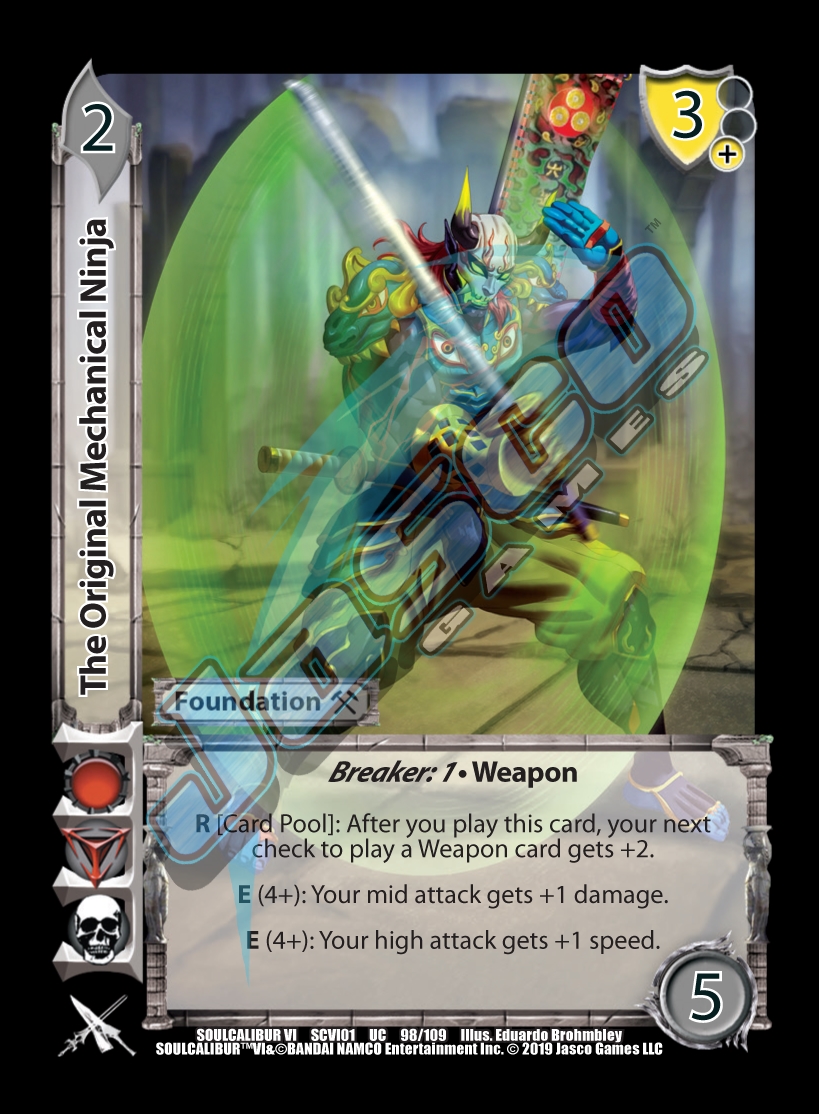 2
3
+
The Original Mechanical Ninja
TM
JASCO
GAMES
Foundation
Breaker: 1 • Weapon
R [Card Pool]: After you play this card, your next
check to play a Weapon card gets +2.
E (4+): Your mid attack gets +1 damage.
E (4+): Your high attack gets +1 speed.
5
SOULCALIBUR VI SCVI01 UC 98/109 Illus. Eduardo Brohmbley
SOULCALIBUR™VI&©BANDAI NAMCO Entertainment Inc. © 2019 Jasco Games LLC